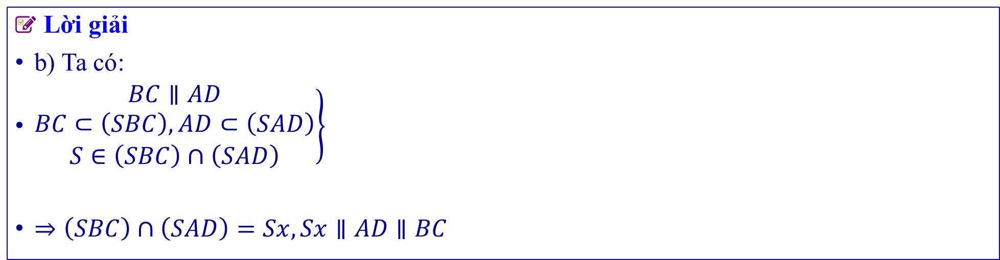 Lời giải
• b) Ta có:
BC ∥ AD
• BC ⊂ (SBC), AD ⊂ (SAD)}
S ∈ (SBC) ∩ (SAD)
• ⇒ (SBC) ∩ (SAD) = Sx, Sx ∥ AD ∥ BC